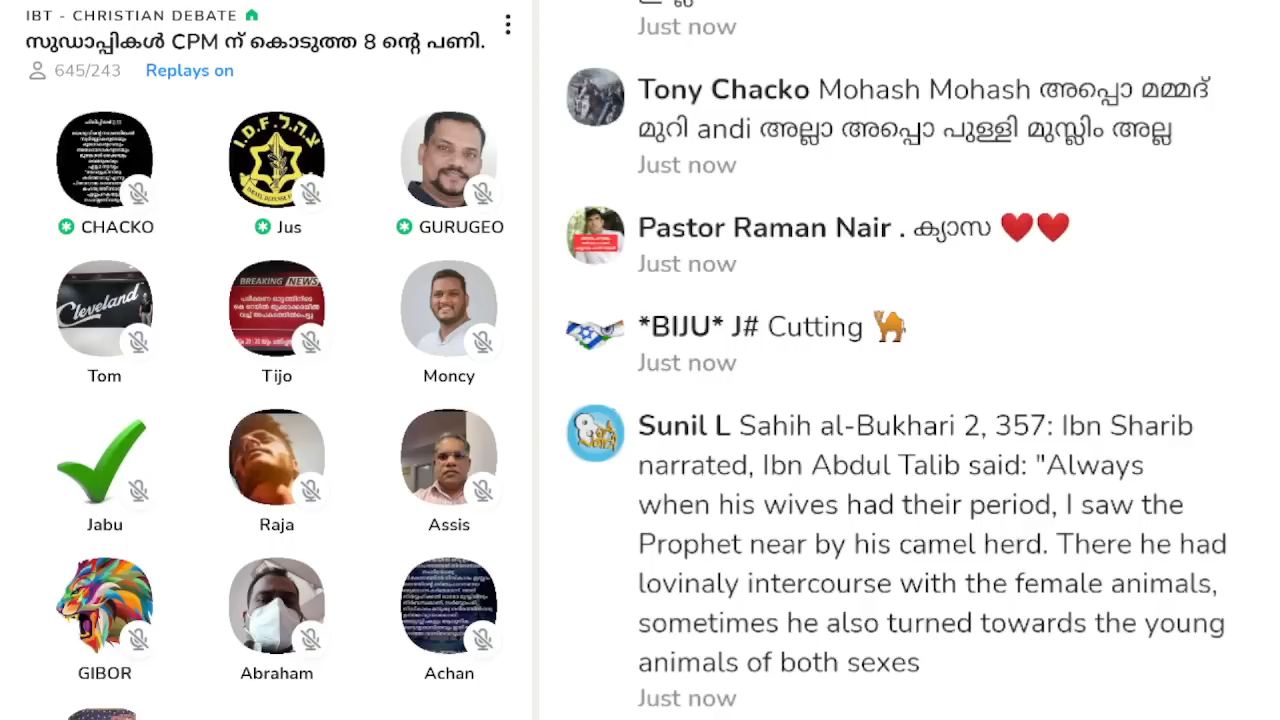 IBT - CHRISTIAN DEBATE
സുഡാപ്പികൾ CPM ന് കൊടുത്ത 8 ന്റെ പണി.
645/243 Replays on
I.D.F. צ.ה.ל.
CHACKO Jus GURUGEO
Cleveland
BREAKING NEWS
Tom Tijo Moncy
Jabu Raja Assis
GIBOR Abraham Achan
Just now
Tony Chacko Mohash Mohash അപ്പൊ മമ്മദ്
മുറി andi അല്ലാ അപ്പൊ പുള്ളി മുസ്ലിം അല്ല
Just now
Pastor Raman Nair . ക്യാസ ❤️❤️
Just now
*BIJU* J# Cutting 🐪
Just now
Sunil L Sahih al-Bukhari 2, 357: Ibn Sharib
narrated, Ibn Abdul Talib said: "Always
when his wives had their period, I saw the
Prophet near by his camel herd. There he had
lovinaly intercourse with the female animals,
sometimes he also turned towards the young
animals of both sexes
Just now